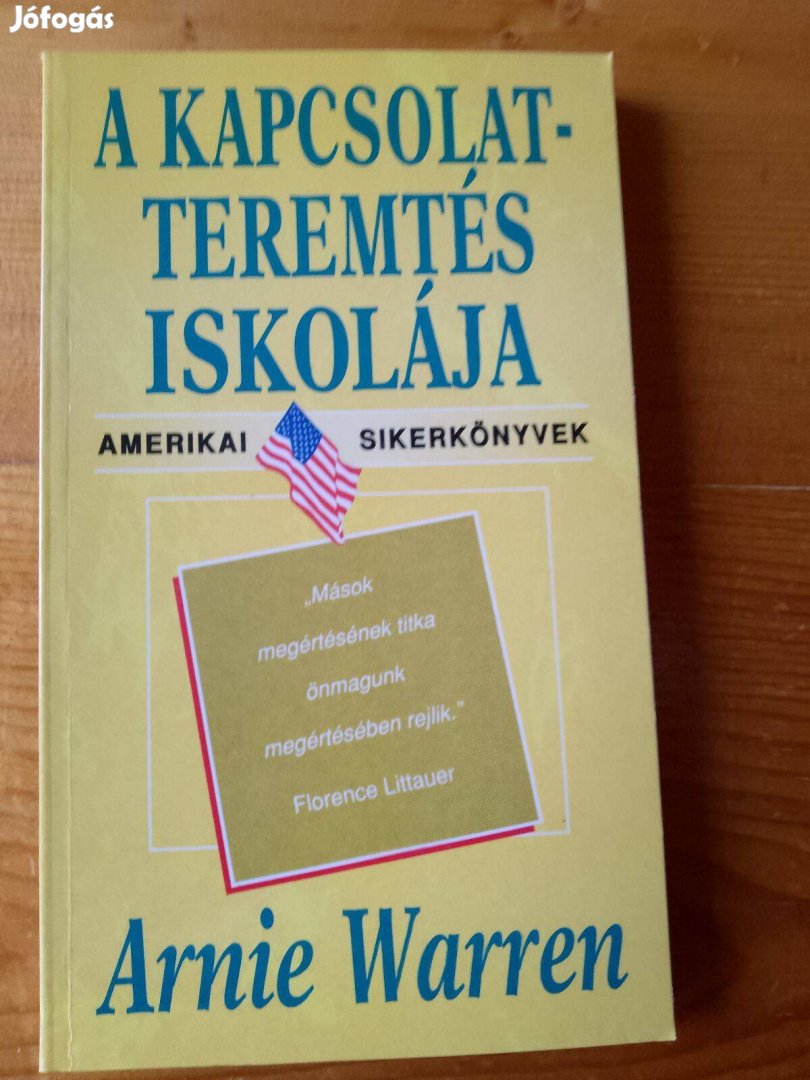 Jófogás
A KAPCSOLAT-
TEREMTÉS
ISKOLÁJA
AMERIKAI SIKERKÖNYVEK
„Mások
megértésének titka
önmagunk
megértésében rejlik.”
Florence Littauer
Arnie Warren